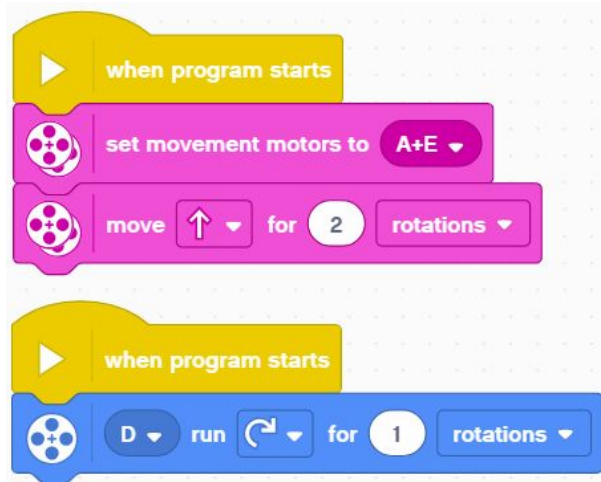 when program starts
set movement motors to A+E
move for 2 rotations
when program starts
D run for 1 rotations